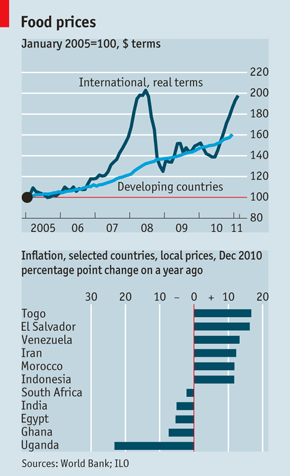 Food prices
January 2005=100, $ terms
220
International, real terms
200
180
160
140
120
Developing countries
100
80
2005 06 07 08 09 10 11
Inflation, selected countries, local prices, Dec 2010
percentage point change on a year ago
30 20 10 – 0 + 10 20
Togo
El Salvador
Venezuela
Iran
Morocco
Indonesia
South Africa
India
Egypt
Ghana
Uganda
Sources: World Bank; ILO